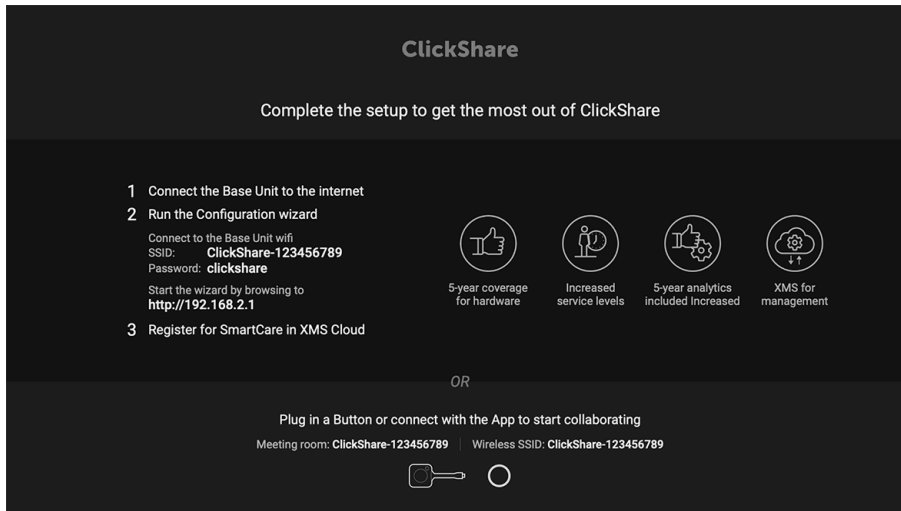 ClickShare
Complete the setup to get the most out of ClickShare
1 Connect the Base Unit to the internet
2 Run the Configuration wizard
Connect to the Base Unit wifi
SSID: ClickShare-123456789
Password: clickshare
Start the wizard by browsing to
http://192.168.2.1
3 Register for SmartCare in XMS Cloud
5-year coverage
for hardware
Increased
service levels
5-year analytics
included Increased
XMS for
management
OR
Plug in a Button or connect with the App to start collaborating
Meeting room: ClickShare-123456789 | Wireless SSID: ClickShare-123456789